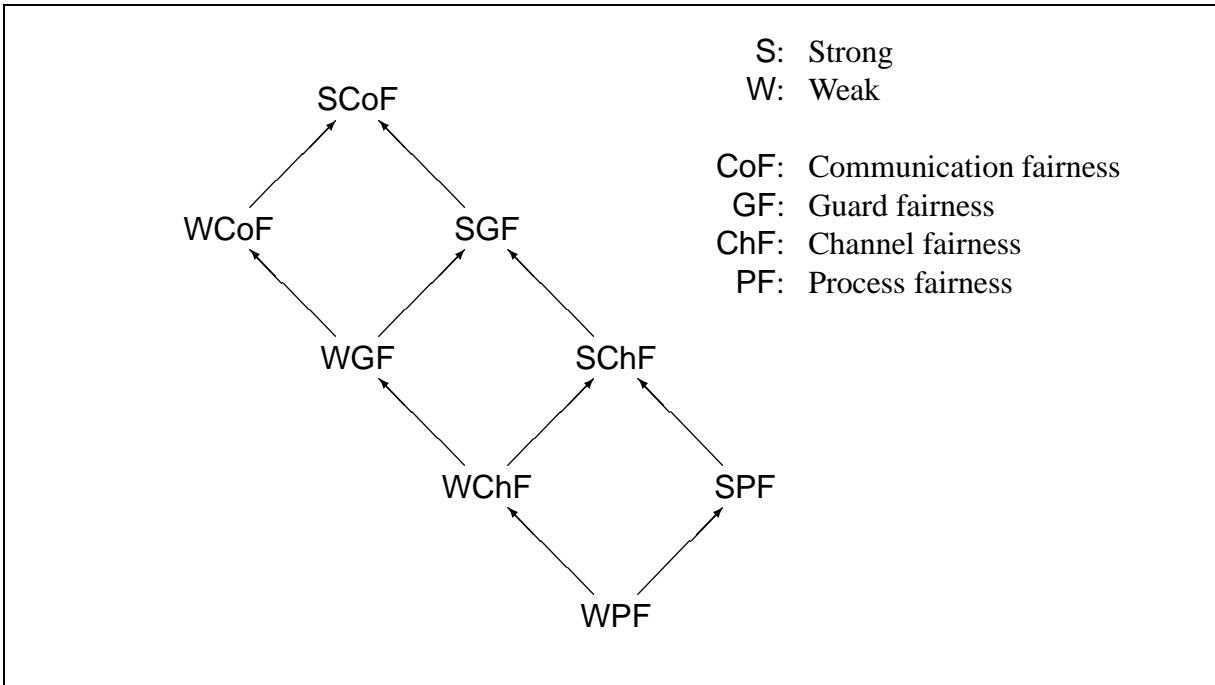 S: Strong
W: Weak
SCoF
CoF: Communication fairness
GF: Guard fairness
ChF: Channel fairness
PF: Process fairness
WCoF SGF
WGF SChF
WChF SPF
WPF